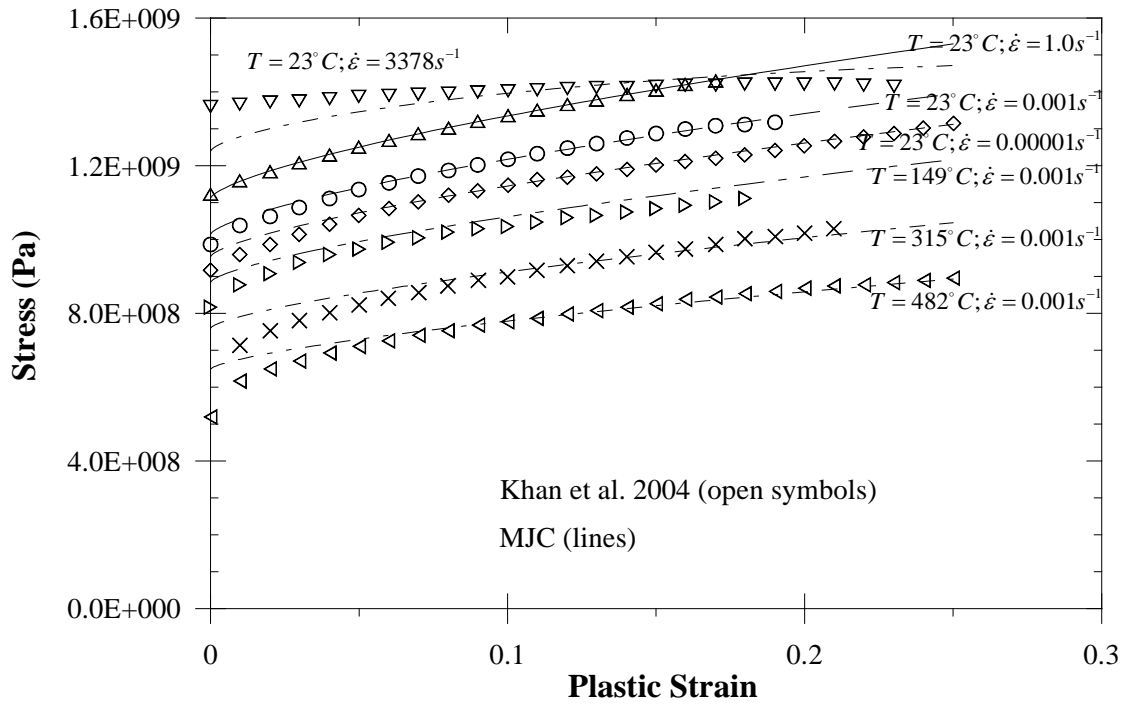 1.6E+009
T = 23°C; ε̇ = 1.0s⁻¹
T = 23°C; ε̇ = 3378s⁻¹
T = 23°C; ε̇ = 0.001s⁻¹
1.2E+009
T = 23°C; ε̇ = 0.00001s⁻¹
T = 149°C; ε̇ = 0.001s⁻¹
T = 315°C; ε̇ = 0.001s⁻¹
8.0E+008
T = 482°C; ε̇ = 0.001s⁻¹
Stress (Pa)
4.0E+008
Khan et al. 2004 (open symbols)
MJC (lines)
0.0E+000
0 0.1 0.2 0.3
Plastic Strain